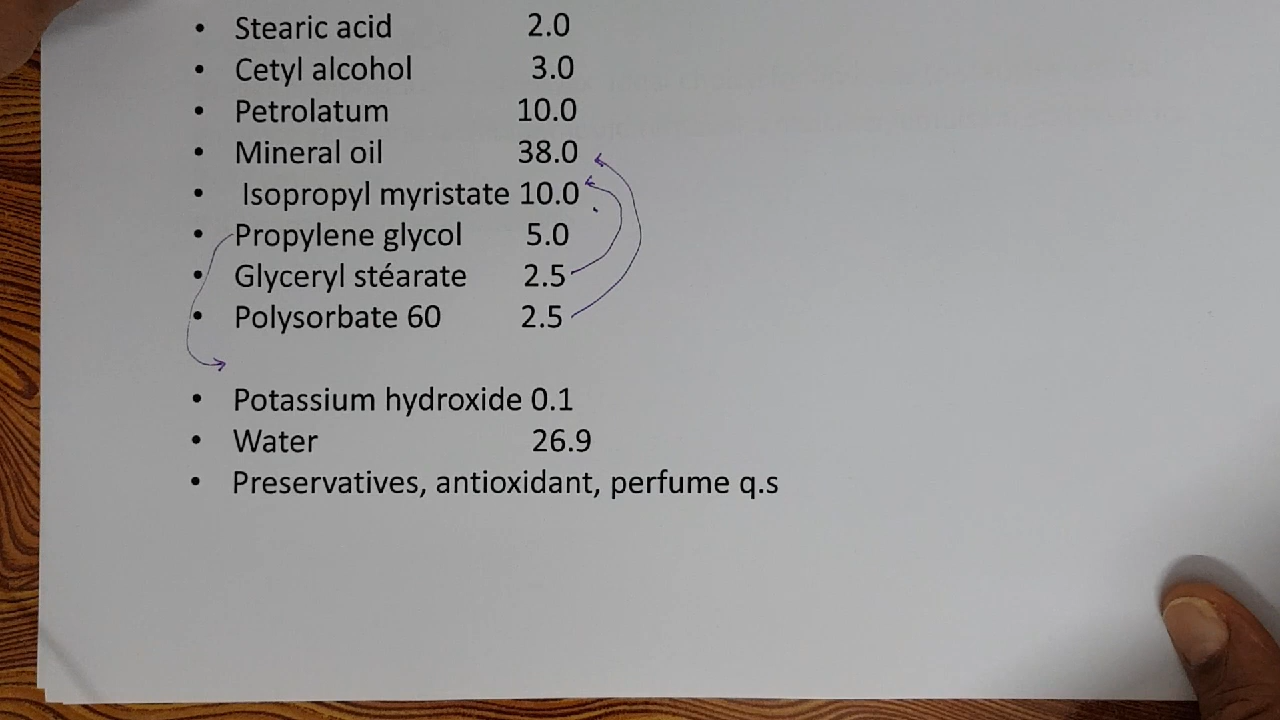 • Stearic acid 2.0
• Cetyl alcohol 3.0
• Petrolatum 10.0
• Mineral oil 38.0
• Isopropyl myristate 10.0
• Propylene glycol 5.0
• Glyceryl stéarate 2.5
• Polysorbate 60 2.5
• Potassium hydroxide 0.1
• Water 26.9
• Preservatives, antioxidant, perfume q.s